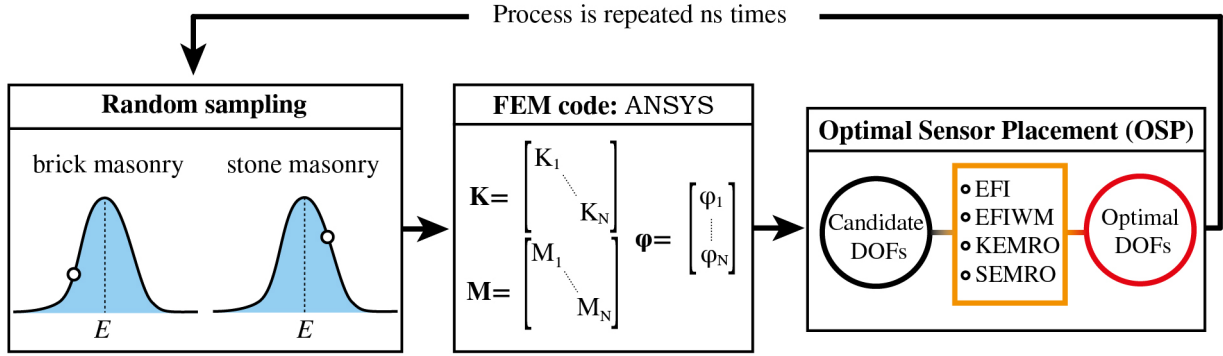 Process is repeated ns times
Random sampling
brick masonry
stone masonry
E
E
FEM code: ANSYS
K=
K1
KN
M=
M1
MN
φ=
φ1
φN
Optimal Sensor Placement (OSP)
Candidate
DOFs
EFI
EFIWM
KEMRO
SEMRO
Optimal
DOFs